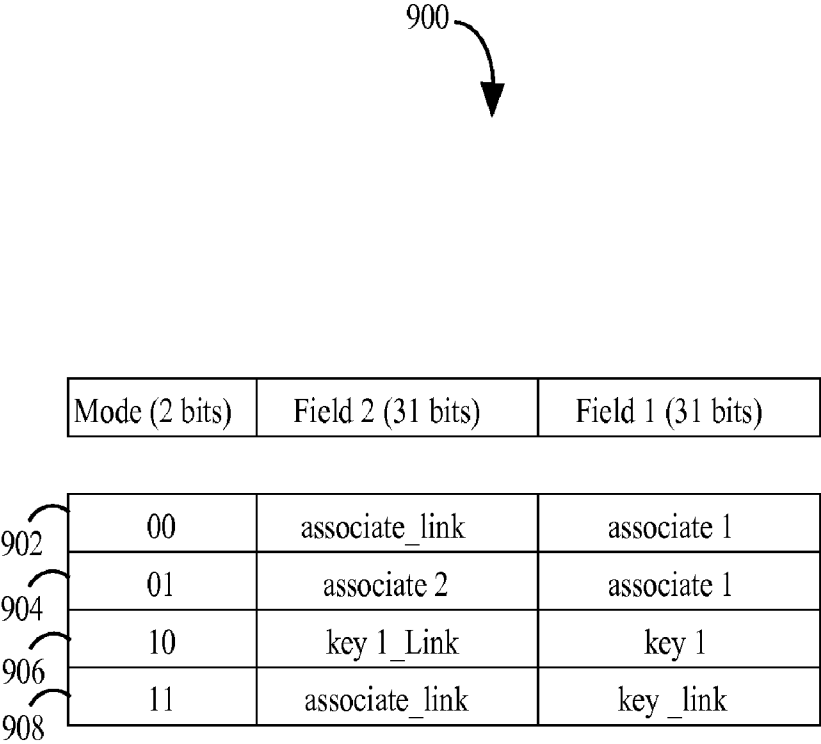 900
Mode (2 bits) Field 2 (31 bits) Field 1 (31 bits)
902 00 associate_link associate 1
904 01 associate 2 associate 1
906 10 key 1_Link key 1
908 11 associate_link key _link